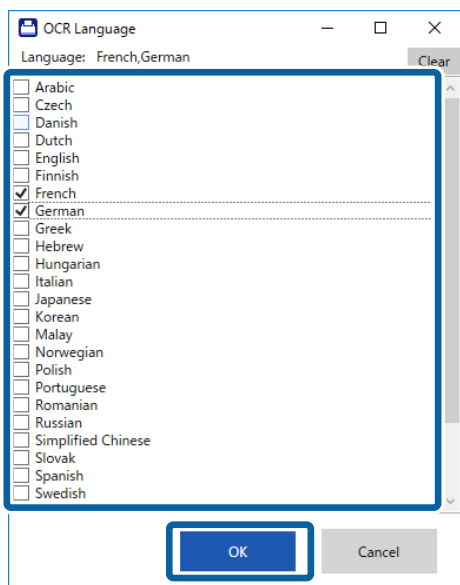 OCR Language
Language: French,German
Clear
Arabic
Czech
Danish
Dutch
English
Finnish
French
German
Greek
Hebrew
Hungarian
Italian
Japanese
Korean
Malay
Norwegian
Polish
Portuguese
Romanian
Russian
Simplified Chinese
Slovak
Spanish
Swedish
OK Cancel